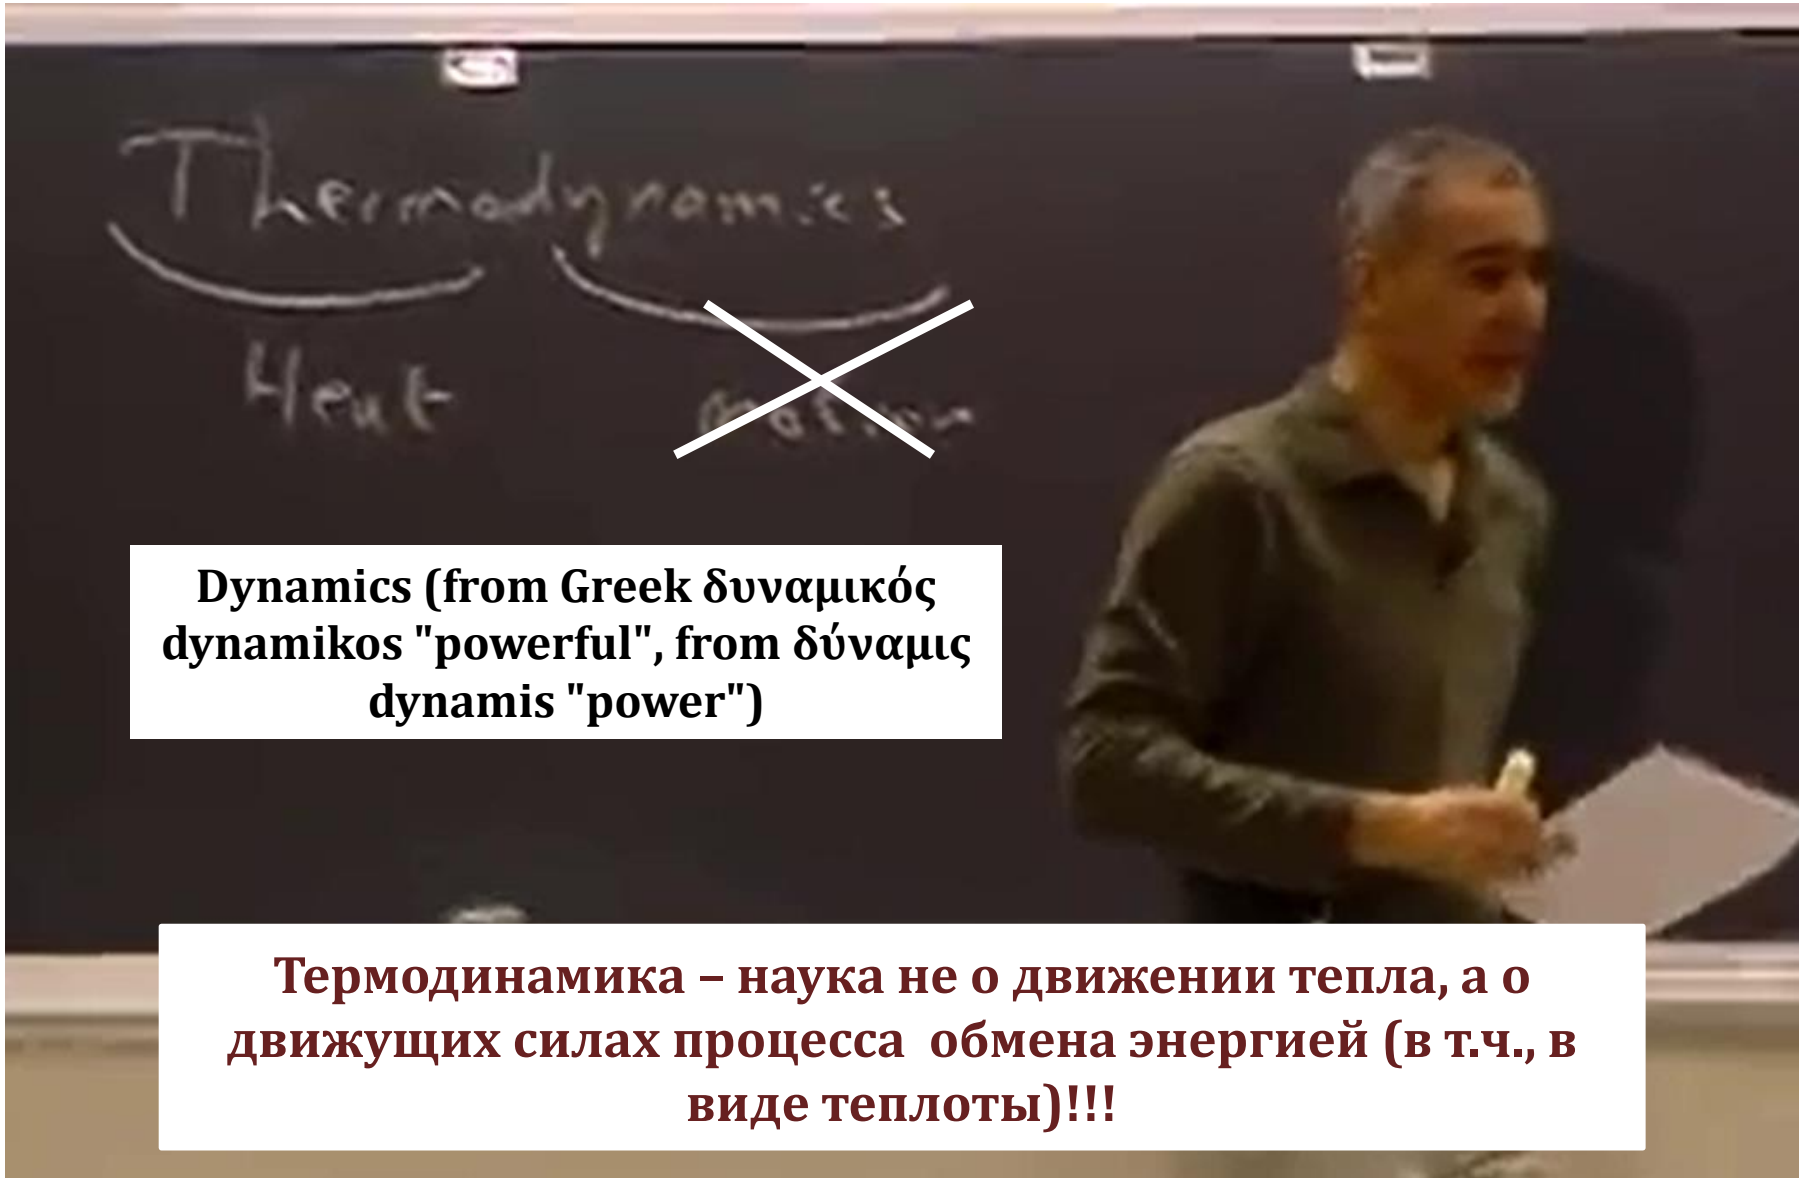 Thermodynamics
Heat motion
Dynamics (from Greek δυναμικός
dynamikos "powerful", from δύναμις
dynamis "power")
Термодинамика – наука не о движении тепла, а о
движущих силах процесса обмена энергией (в т.ч., в
виде теплоты)!!!